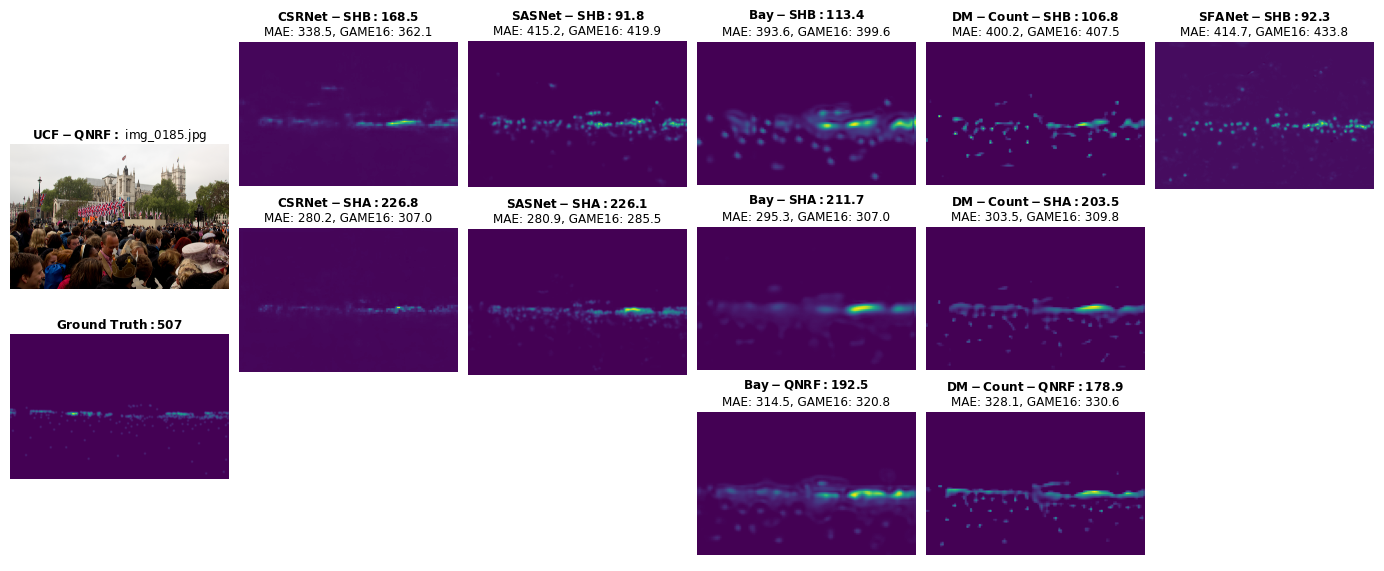 UCF − QNRF: img_0185.jpg
Ground Truth: 507
CSRNet − SHB: 168.5
MAE: 338.5, GAME16: 362.1
SASNet − SHB: 91.8
MAE: 415.2, GAME16: 419.9
Bay − SHB: 113.4
MAE: 393.6, GAME16: 399.6
DM − Count − SHB: 106.8
MAE: 400.2, GAME16: 407.5
SFANet − SHB: 92.3
MAE: 414.7, GAME16: 433.8
CSRNet − SHA: 226.8
MAE: 280.2, GAME16: 307.0
SASNet − SHA: 226.1
MAE: 280.9, GAME16: 285.5
Bay − SHA: 211.7
MAE: 295.3, GAME16: 307.0
DM − Count − SHA: 203.5
MAE: 303.5, GAME16: 309.8
Bay − QNRF: 192.5
MAE: 314.5, GAME16: 320.8
DM − Count − QNRF: 178.9
MAE: 328.1, GAME16: 330.6